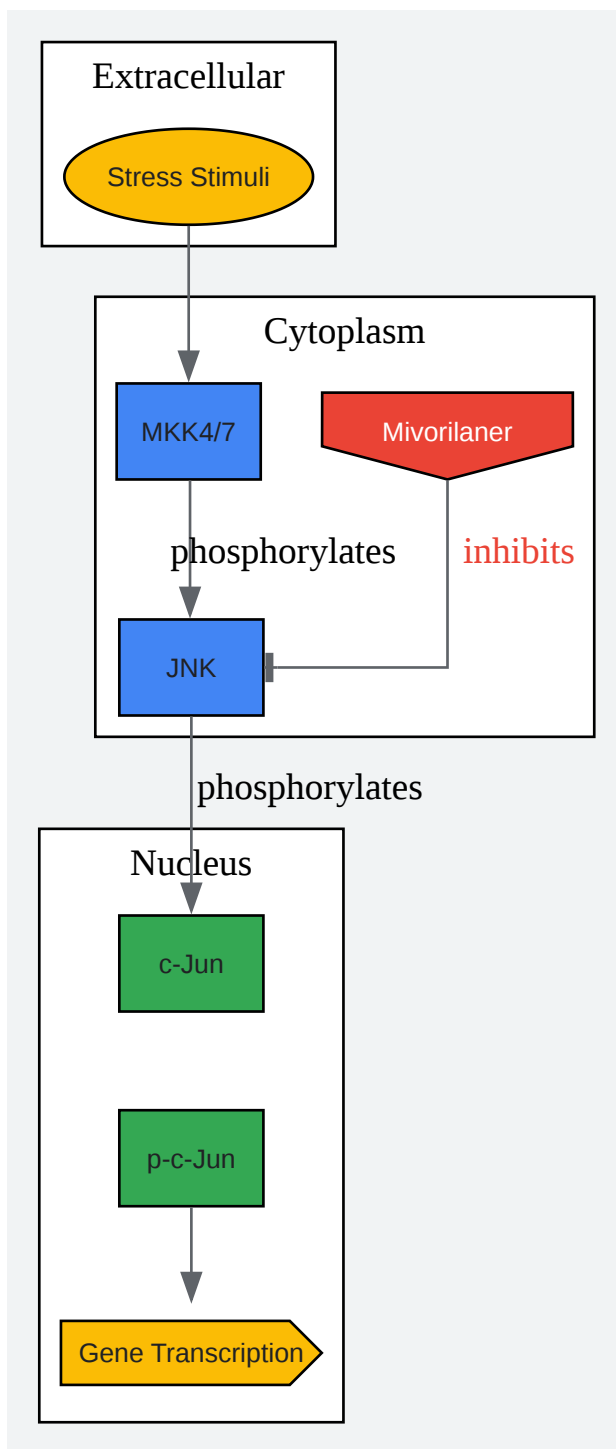 Extracellular
Stress Stimuli
Cytoplasm
MKK4/7
Mivorilaner
phosphorylates
inhibits
JNK
phosphorylates
Nucleus
c-Jun
p-c-Jun
Gene Transcription